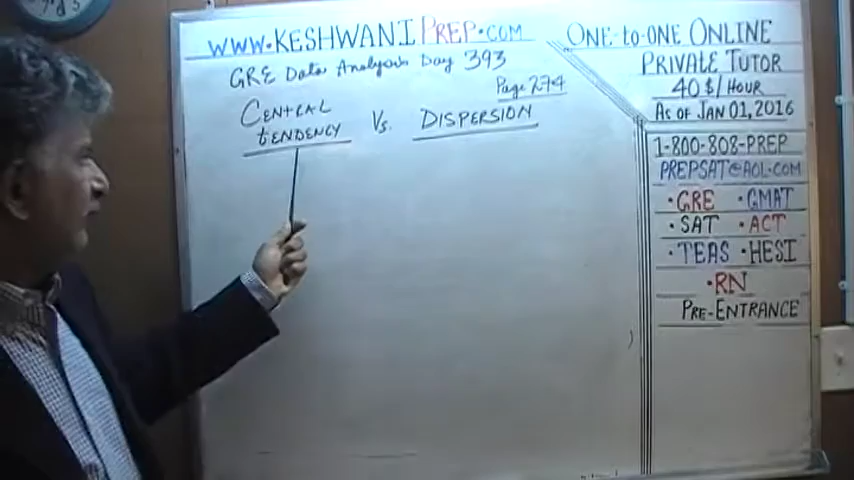 WWW.KESHWANIPREP.COM
GRE Data Analysis Day 393
Page 274
CENTRAL
tENDENCY
Vs.
DISPERSION
ONE-to-ONE ONLINE
PRIVATE TUTOR
40 $/HOUR
AS OF JAN 01, 2016
1-800-808-PREP
PREPSAT@AOL.COM
•GRE •GMAT
•SAT •ACT
•TEAS •HESI
•RN
PRE-ENTRANCE